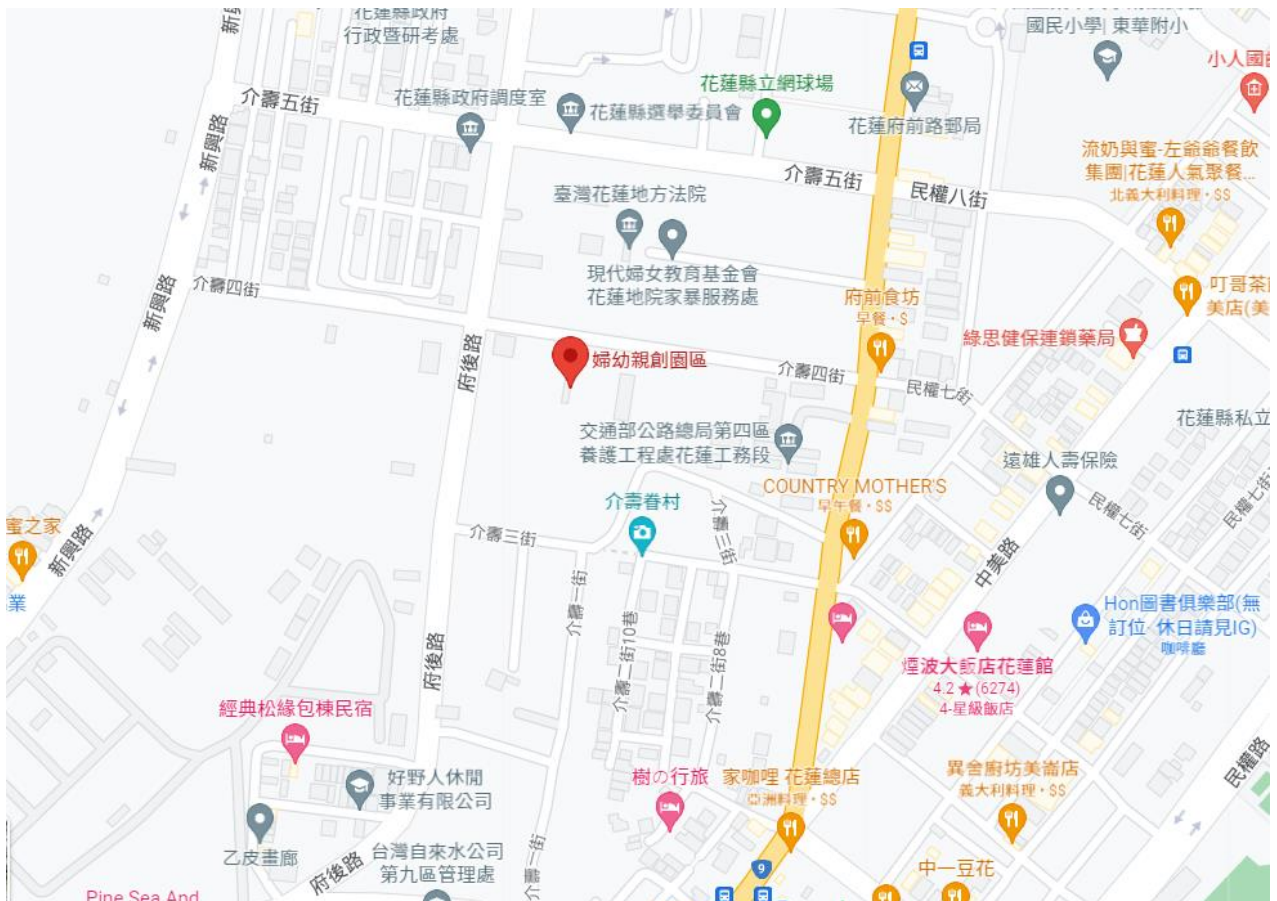 花蓮縣政府
行政暨研考處
國民小學| 東華附小
小人國
新興路
介壽五街
花蓮縣政府調度室
花蓮縣選舉委員會
花蓮縣立網球場
花蓮府前路郵局
流奶與蜜-左爺爺餐飲
集團|花蓮人氣聚餐...
北義大利料理・$$
介壽五街
民權八街
臺灣花蓮地方法院
現代婦女教育基金會
花蓮地院家暴服務處
新興路
介壽四街
府前食坊
早餐・$
叮哥茶
美店(美
綠思健保連鎖藥局
府後路
婦幼親創園區
介壽四街
民權七街
花蓮縣私立
交通部公路總局第四區
養護工程處花蓮工務段
遠雄人壽保險
COUNTRY MOTHER'S
早午餐・$$
民權七街
民權七街
蜜之家
新興路
業
介壽眷村
介壽三街
介壽三街
中美路
介壽一街
Hon圖書俱樂部(無
訂位- 休日請見IG)
咖啡廳
介壽二街10巷
介壽二街8巷
煙波大飯店花蓮館
4.2 ★ (6274)
4-星級飯店
府後路
經典松緣包棟民宿
好野人休閒
事業有限公司
樹の行旅
家咖哩 花蓮總店
亞洲料理・$$
異舍廚坊美崙店
義大利料理・$$
民權路
乙皮畫廊
府後路
台灣自來水公司
第九區管理處
介壽一街
9
中一豆花
Pine Sea And